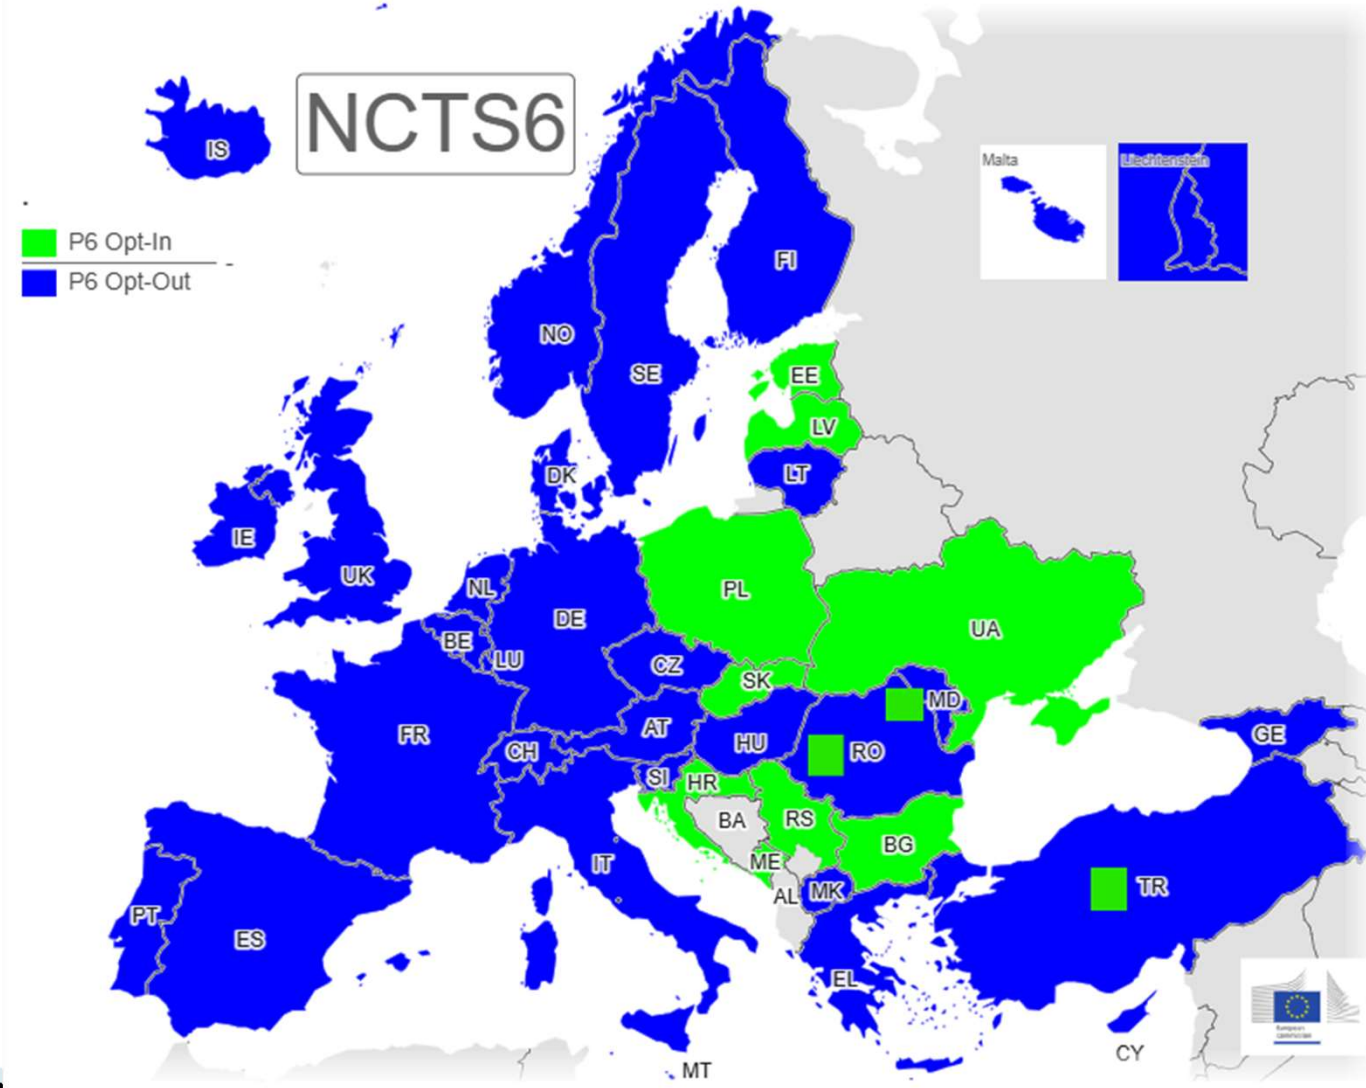 NCTS6
IS
Malta
Liechtenstein
P6 Opt-In
P6 Opt-Out
FI
NO
SE
EE
LV
LT
DK
IE
UK
NL
PL
DE
UA
BE
LU
CZ
SK
MD
FR
AT
CH
HU
RO
GE
SI
HR
BA
RS
BG
ME
IT
AL
MK
TR
PT
ES
EL
European
Commission
CY
MT